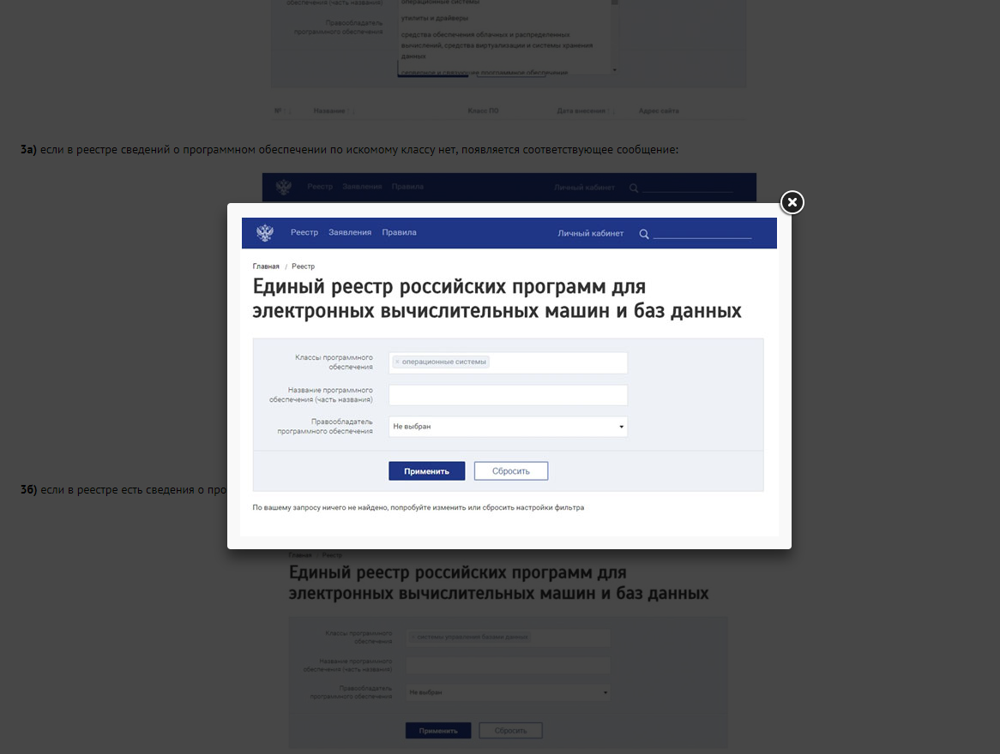 обеспечения (часть названия)
операционные системы
утилиты и драйверы
Правообладатель
программного обеспечения
средства обеспечения облачных и распределенных
вычислений, средства виртуализации и системы хранения
данных
серверное и связующее программное обеспечение
№ Название Класс ПО Дата внесения Адрес сайта
3а) если в реестре сведений о программном обеспечении по искомому классу нет, появляется соответствующее сообщение:
Реестр Заявления Правила Личный кабинет
Реестр Заявления Правила Личный кабинет
Главная / Реестр
Единый реестр российских программ для
электронных вычислительных машин и баз данных
Классы программного
обеспечения
× операционные системы
Название программного
обеспечения (часть названия)
Правообладатель
программного обеспечения
Не выбран
Применить Сбросить
По вашему запросу ничего не найдено, попробуйте изменить или сбросить настройки фильтра
3б) если в реестре есть сведения о про
Главная / Реестр
Единый реестр российских программ для
электронных вычислительных машин и баз данных
Классы программного
обеспечения
× системы управления базами данных
Название программного
обеспечения (часть названия)
Правообладатель
программного обеспечения
Не выбран
Применить Сбросить